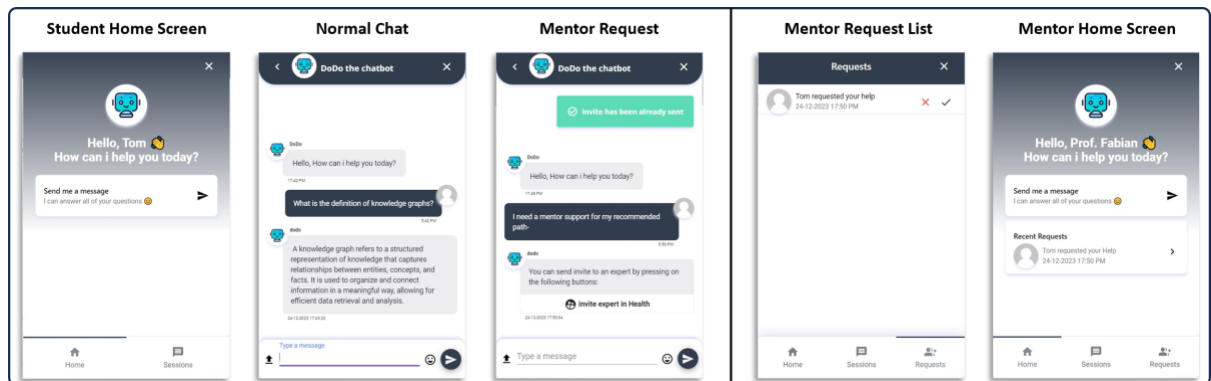 Student Home Screen
Hello, Tom 👏
How can i help you today?
Send me a message
I can answer all of your questions 😊
Home
Sessions
Normal Chat
DoDo the chatbot
DoDo
Hello, How can i help you today?
17:42 PM
What is the definition of knowledge graphs?
5:42 PM
dodo
A knowledge graph refers to a structured
representation of knowledge that captures
relationships between entities, concepts, and
facts. It is used to organize and connect
information in a meaningful way, allowing for
efficient data retrieval and analysis.
Type a message
Mentor Request
DoDo the chatbot
Invite has been already sent
DoDo
Hello, How can i help you today?
I need a mentor support for my recommended
path-
dodo
You can send invite to an expert by pressing on
the following buttons:
invite expert in Health
Type a message
Mentor Request List
Requests
Tom requested your help
24-12-2023 17:50 PM
Home
Sessions
Requests
Mentor Home Screen
Hello, Prof. Fabian 👏
How can i help you today?
Send me a message
I can answer all of your questions 😊
Recent Requests
Tom requested your Help
24-12-2023 17:50 PM
Home
Sessions
Requests